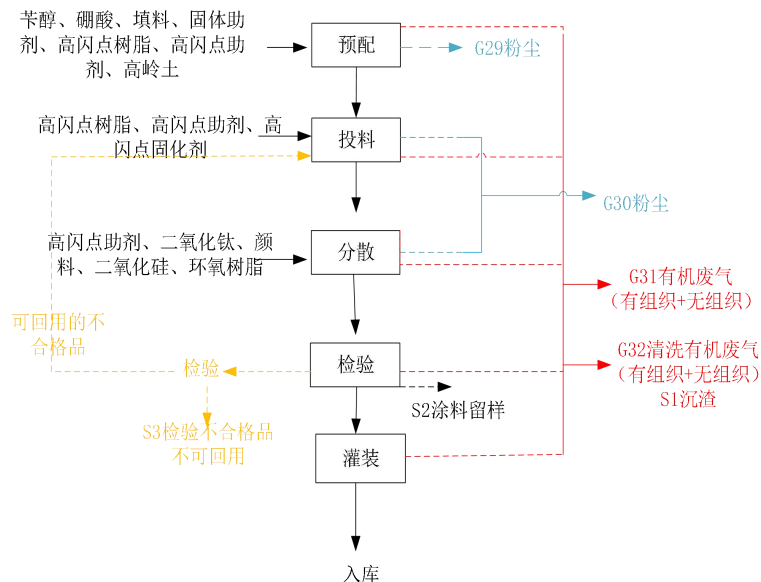 苄醇、硼酸、填料、固体助
剂、高闪点树脂、高闪点助
剂、高岭土
预配
G29粉尘
高闪点树脂、高闪点助剂、高
闪点固化剂
投料
G30粉尘
高闪点助剂、二氧化钛、颜
料、二氧化硅、环氧树脂
分散
G31有机废气
（有组织+无组织）
可回用的不
合格品
检验
检验
G32清洗有机废气
（有组织+无组织）
S1沉渣
S2涂料留样
S3检验不合格品
不可回用
灌装
入库